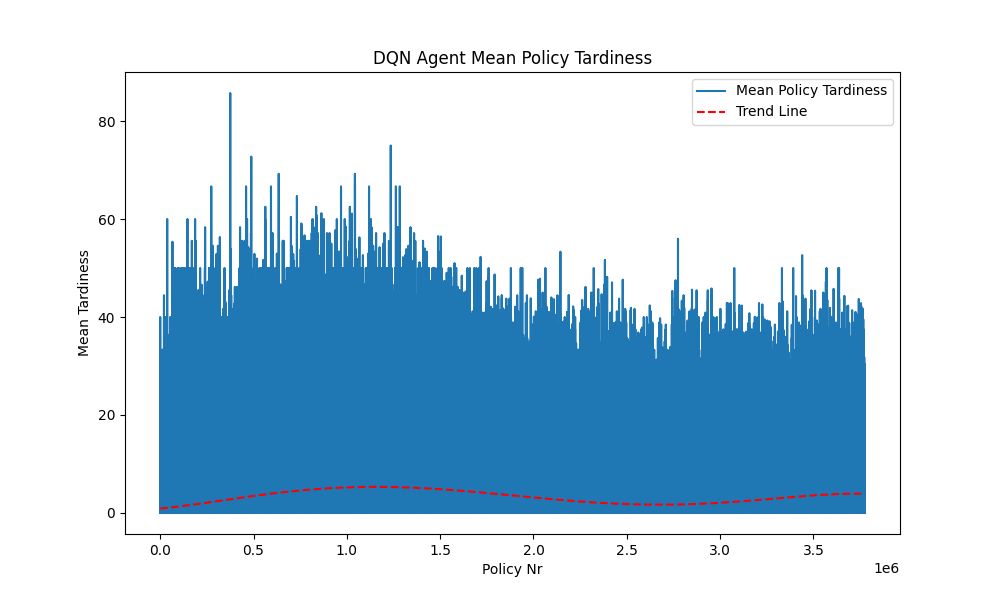 DQN Agent Mean Policy Tardiness
Mean Policy Tardiness
Trend Line
Mean Tardiness
80
60
40
20
0
0.0 0.5 1.0 1.5 2.0 2.5 3.0 3.5
1e6
Policy Nr